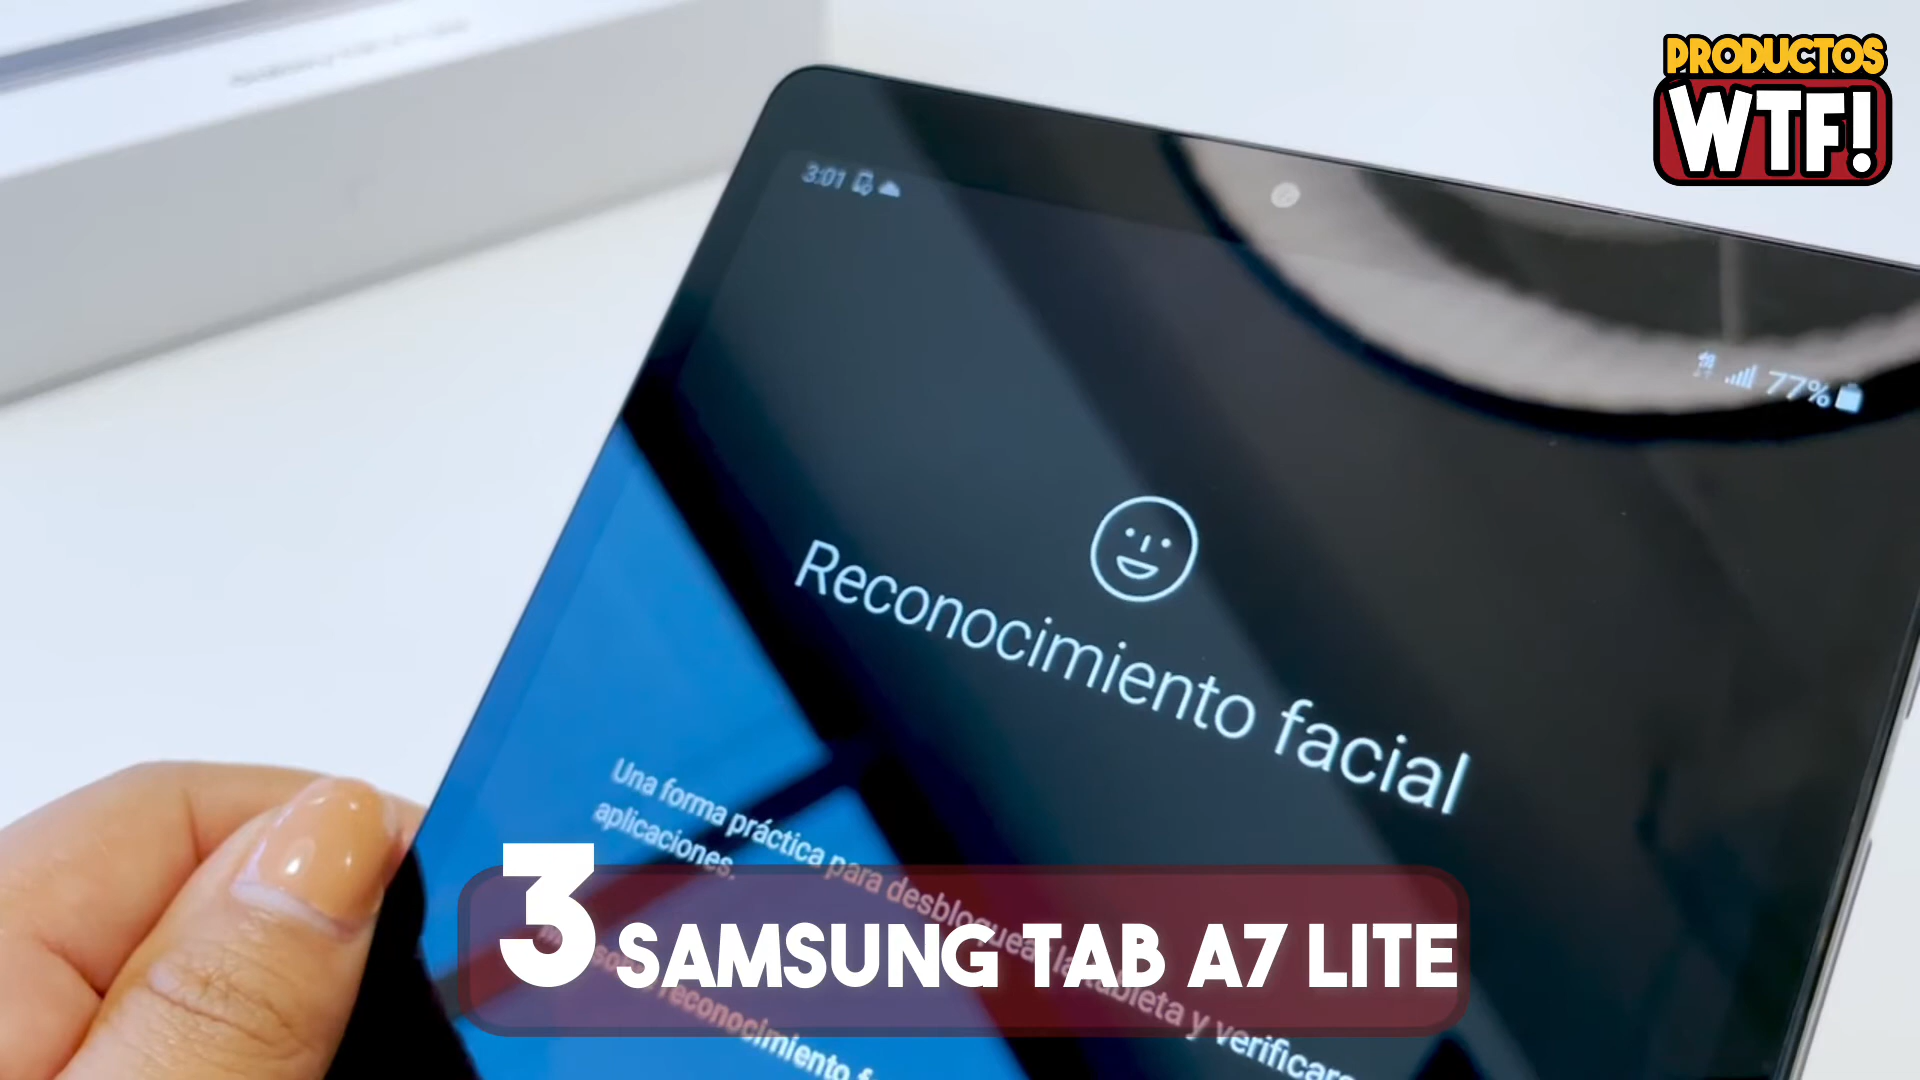 PRODUCTOS
WTF!
3:01
77%
Reconocimiento facial
Una forma práctica para desbloquear la tableta y verificar
aplicaciones.
reconocimiento f
3 SAMSUNG TAB A7 LITE